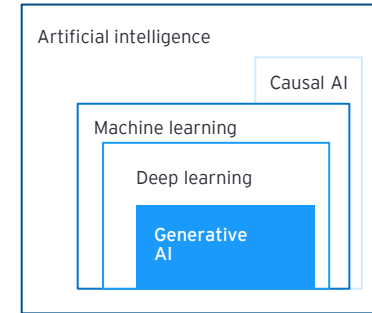 Artificial intelligence
Causal AI
Machine learning
Deep learning
Generative
AI